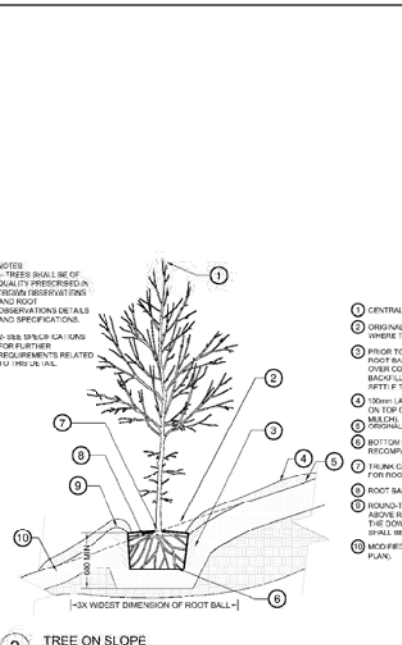 NOTES
1- TREES SHALL BE OF
QUALITY PRESCRIBED IN
CROWN OBSERVATIONS
AND ROOT
OBSERVATIONS DETAILS
AND SPECIFICATIONS.
2- SEE SPECIFICATIONS
FOR FURTHER
REQUIREMENTS RELATED
TO THIS DETAIL.
1
2
3
4
5
6
7
8
9
10
600 MIN
3X WIDEST DIMENSION OF ROOT BALL
1 CENTRAL
2 ORIGINAL
WHERE T
3 PRIOR TO
ROOT BA
OVER CO
BACKFILL
SETTLE T
4 100mm LA
ON TOP O
MULCH).
5 ORIGINAL
6 BOTTOM
RECOMPA
7 TRUNK CA
FOR ROO
8 ROOT BA
9 ROUND-T
ABOVE R
THE DOW
SHALL BE
10 MODIFIED
PLAN).
TREE ON SLOPE